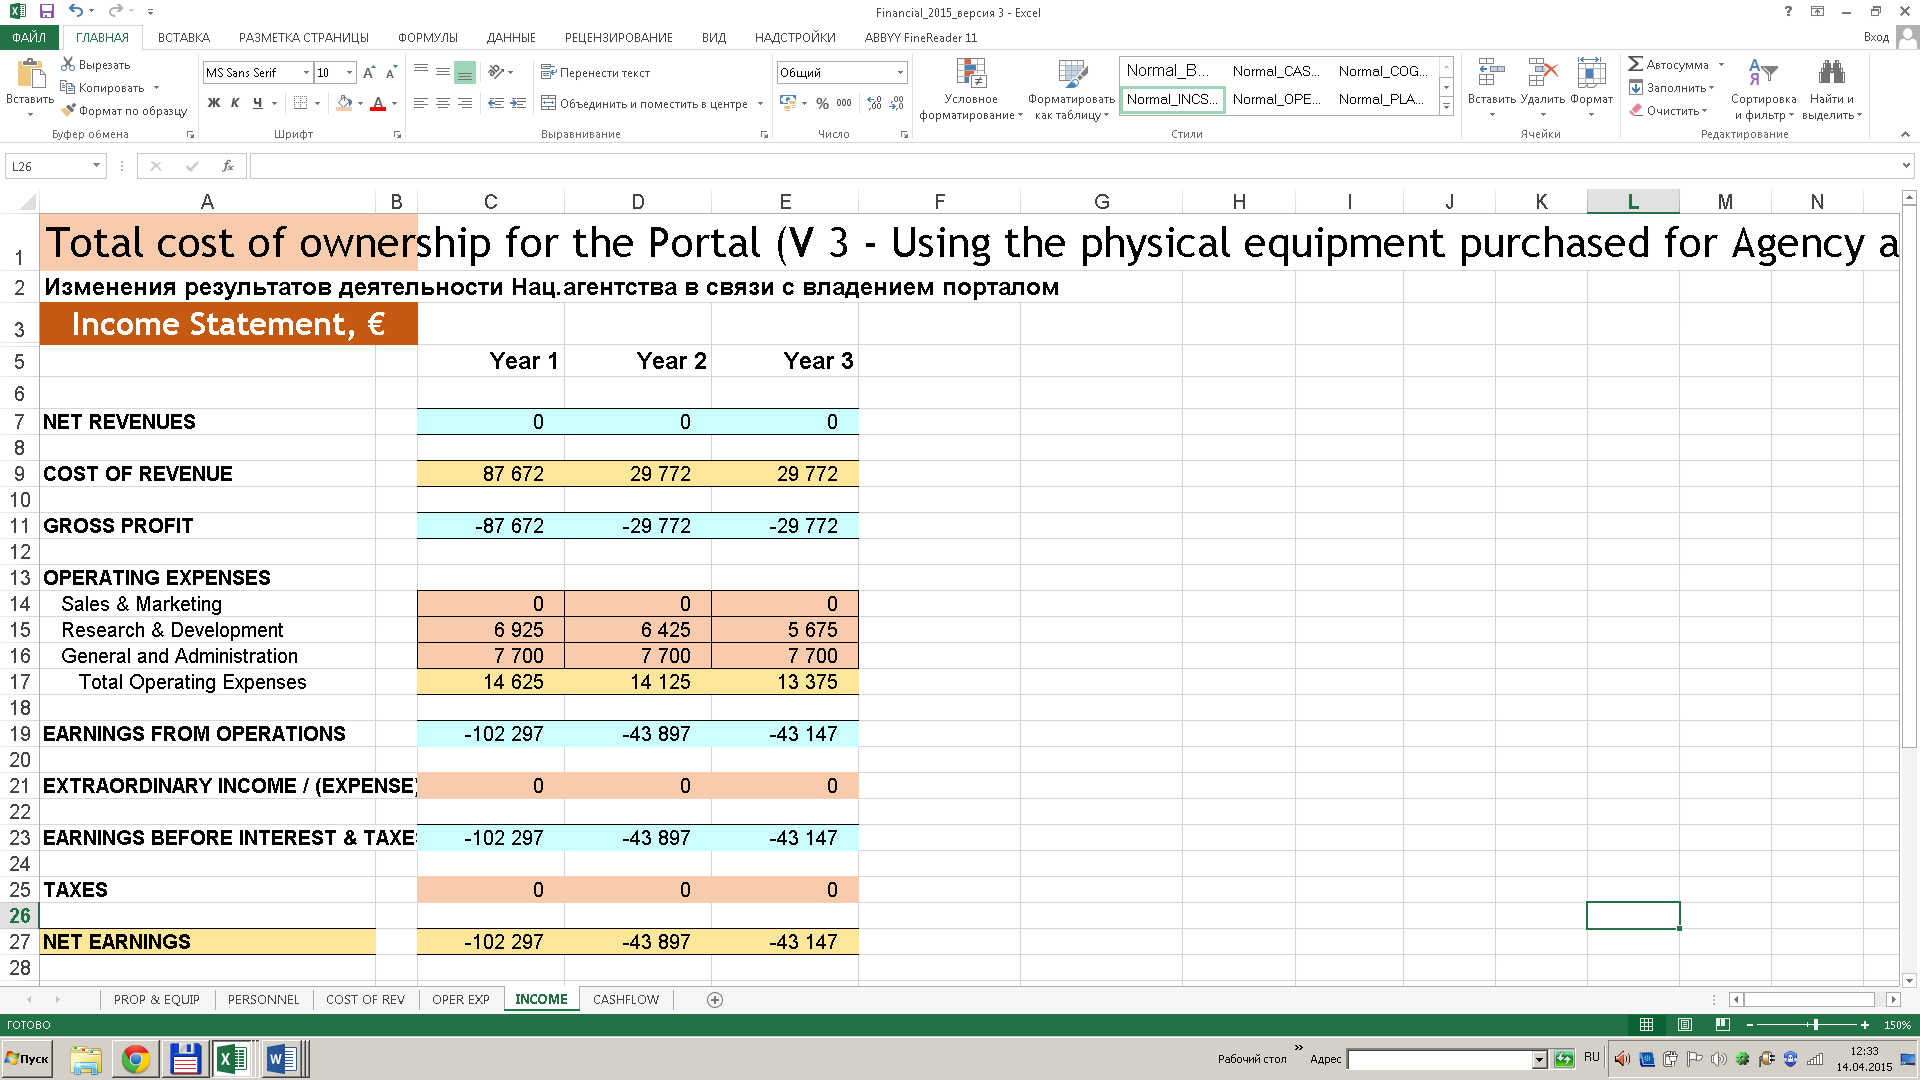 Financial_2015_версия 3 - Excel
ФАЙЛ ГЛАВНАЯ ВСТАВКА РАЗМЕТКА СТРАНИЦЫ ФОРМУЛЫ ДАННЫЕ РЕЦЕНЗИРОВАНИЕ ВИД НАДСТРОЙКИ ABBYY FineReader 11 Вход
Вставить
Вырезать
Копировать
Формат по образцу
Буфер обмена
MS Sans Serif 10
Ж К Ч
Шрифт
Перенести текст
Объединить и поместить в центре
Выравнивание
Общий
% 000
Число
Условное форматирование
Форматировать как таблицу
Normal_B... Normal_CAS... Normal_COG...
Normal_INCS... Normal_OPE... Normal_PLA...
Стили
Вставить Удалить Формат
Ячейки
Автосумма
Заполнить
Очистить
Сортировка и фильтр
Найти и выделить
Редактирование
L26 fx
A B C D E F G H I J K L M N
1 Total cost of ownership for the Portal (V 3 - Using the physical equipment purchased for Agency a
2 Изменения результатов деятельности Нац.агентства в связи с владением порталом
3 Income Statement, €
5 Year 1 Year 2 Year 3
6
7 NET REVENUES 0 0 0
8
9 COST OF REVENUE 87 672 29 772 29 772
10
11 GROSS PROFIT -87 672 -29 772 -29 772
12
13 OPERATING EXPENSES
14 Sales & Marketing 0 0 0
15 Research & Development 6 925 6 425 5 675
16 General and Administration 7 700 7 700 7 700
17 Total Operating Expenses 14 625 14 125 13 375
18
19 EARNINGS FROM OPERATIONS -102 297 -43 897 -43 147
20
21 EXTRAORDINARY INCOME / (EXPENSE) 0 0 0
22
23 EARNINGS BEFORE INTEREST & TAXES -102 297 -43 897 -43 147
24
25 TAXES 0 0 0
26
27 NET EARNINGS -102 297 -43 897 -43 147
28
PROP & EQUIP PERSONNEL COST OF REV OPER EXP INCOME CASHFLOW
ГОТОВО 150%
Пуск Рабочий стол » Адрес RU 12:33
14.04.2015